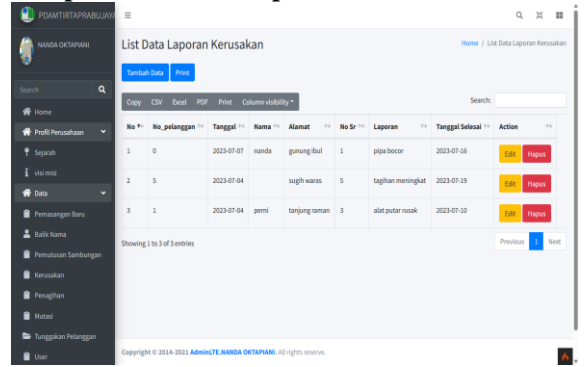 PDAMTIRTAPRABUJAYA
NANDA OKTAPIANI
Search
Home
Profil Perusahaan
Sejarah
visi misi
Data
Pemasangan Baru
Balik Nama
Pemutusan Sambungan
Kerusakan
Penagihan
Mutasi
Tunggakan Pelanggan
User
List Data Laporan Kerusakan
Home / List Data Laporan Kerusakan
Tambah Data Print
Copy CSV Excel PDF Print Column visibility
Search:
No No_pelanggan Tanggal Nama Alamat No Sr Laporan Tanggal Selesai Action
1 0 2023-07-07 nanda gunung ibul 1 pipa bocor 2023-07-16 Edit Hapus
2 5 2023-07-04 sugih waras 5 tagihan meningkat 2023-07-19 Edit Hapus
3 1 2023-07-04 perni tanjung raman 3 alat putar rusak 2023-07-10 Edit Hapus
Showing 1 to 3 of 3 entries
Previous 1 Next
Copyright © 2014-2021 AdminLTE.NANDA OKTAPIANI. All rights reserve.